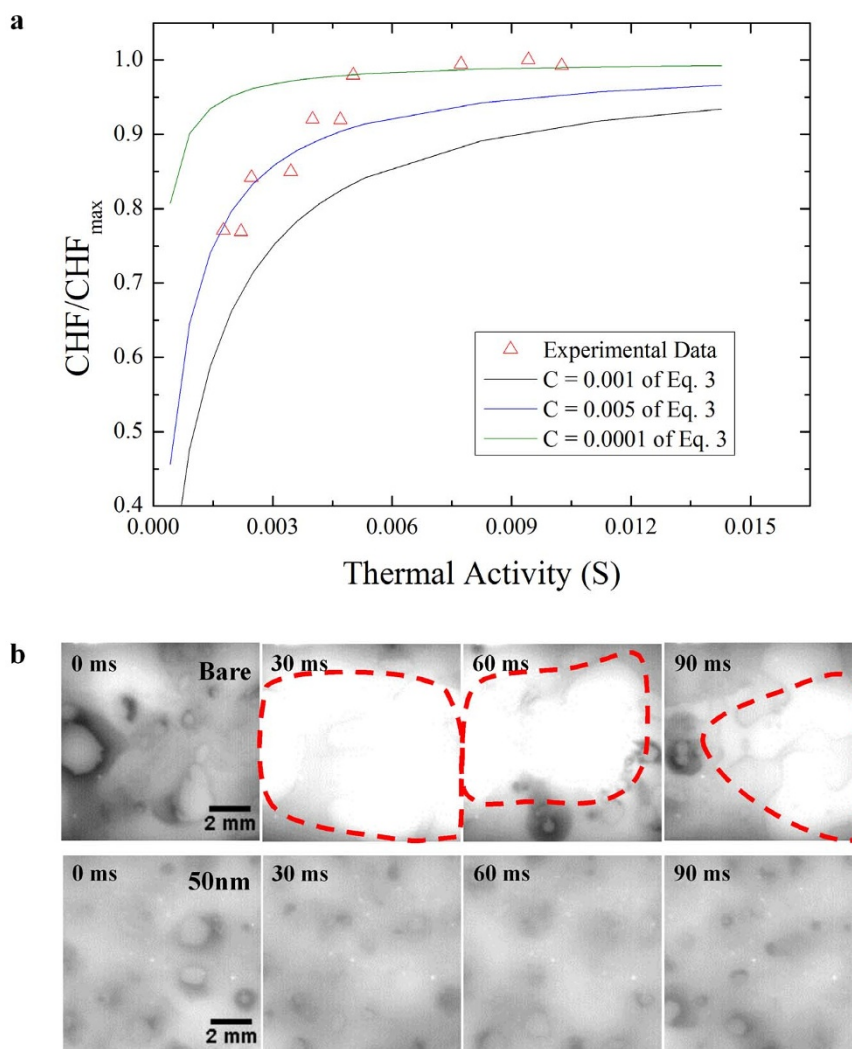 a
1.0
0.9
0.8
0.7
0.6
0.5
0.4
CHF/CHFmax
Experimental Data
C = 0.001 of Eq. 3
C = 0.005 of Eq. 3
C = 0.0001 of Eq. 3
0.000 0.003 0.006 0.009 0.012 0.015
Thermal Activity (S)
b
0 ms 30 ms 60 ms 90 ms
Bare
2 mm
0 ms 30 ms 60 ms 90 ms
50nm
2 mm